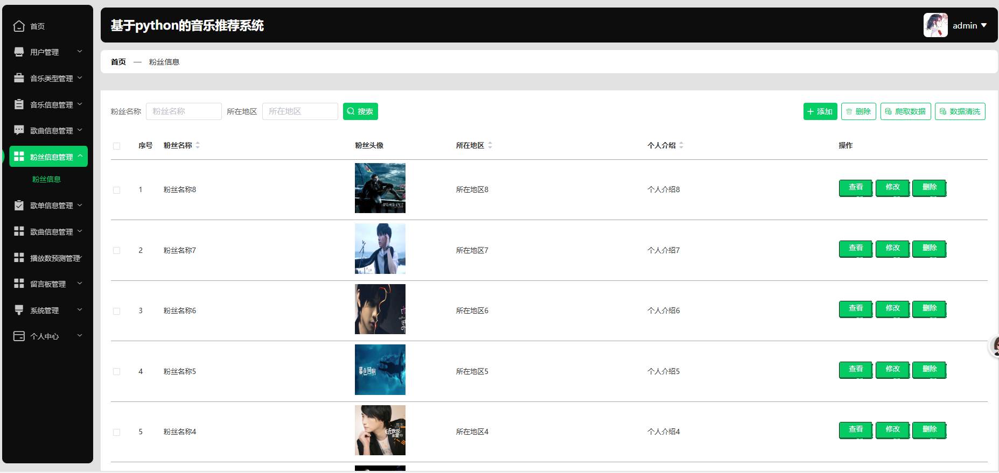 首页
用户管理
音乐类型管理
音乐信息管理
歌曲信息管理
粉丝信息管理
粉丝信息
歌单信息管理
歌曲信息管理
播放数预测管理
留言板管理
系统管理
个人中心
基于python的音乐推荐系统
admin
首页 — 粉丝信息
粉丝名称 粉丝名称 所在地区 所在地区 搜索 添加 删除 爬取数据 数据清洗
序号 粉丝名称 粉丝头像 所在地区 个人介绍 操作
1 粉丝名称8 所在地区8 个人介绍8 查看 修改 删除
2 粉丝名称7 所在地区7 个人介绍7 查看 修改 删除
3 粉丝名称6 所在地区6 个人介绍6 查看 修改 删除
4 粉丝名称5 暮色回响 所在地区5 个人介绍5 查看 修改 删除
5 粉丝名称4 所在地区4 个人介绍4 查看 修改 删除